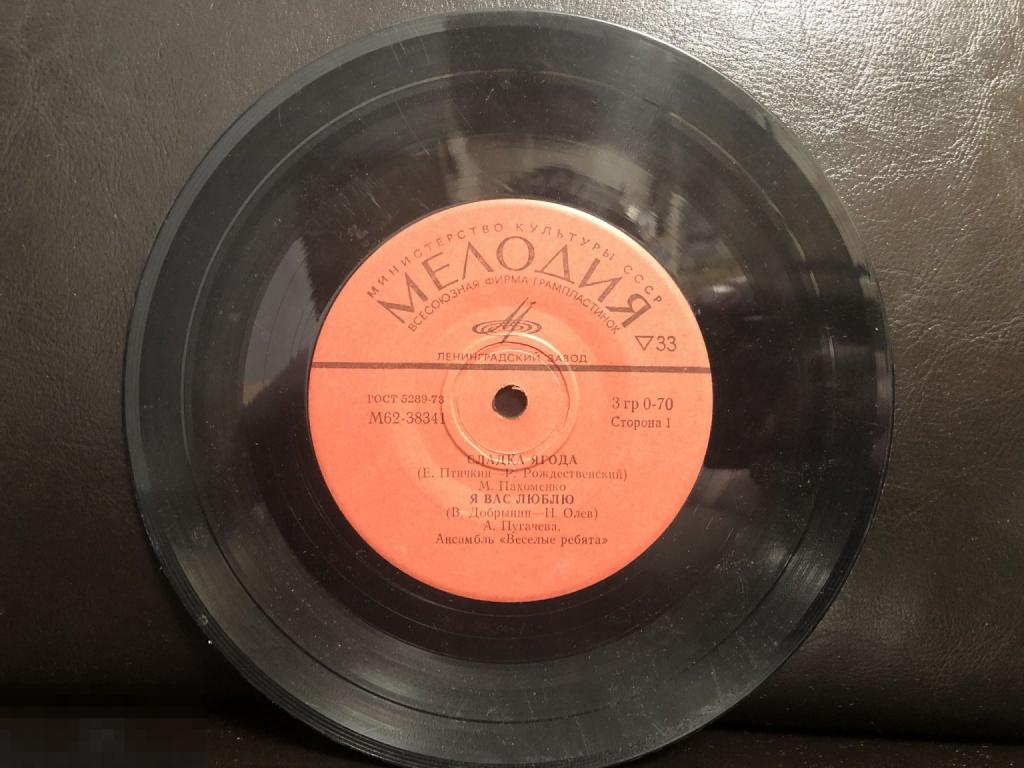 МИНИСТЕРСТВО КУЛЬТУРЫ СССР
МЕЛОДИЯ
ВСЕСОЮЗНАЯ ФИРМА ГРАМПЛАСТИНОК
▽33
ЛЕНИНГРАДСКИЙ ЗАВОД
ГОСТ 5289-73
М62-38341
3 гр 0-70
Сторона 1
СЛАДКА ЯГОДА
(Е. Птичкин—Р. Рождественский)
М. Пахоменко
Я ВАС ЛЮБЛЮ
(В. Добрынин—Н. Олев)
А. Пугачева,
Ансамбль «Веселые ребята»